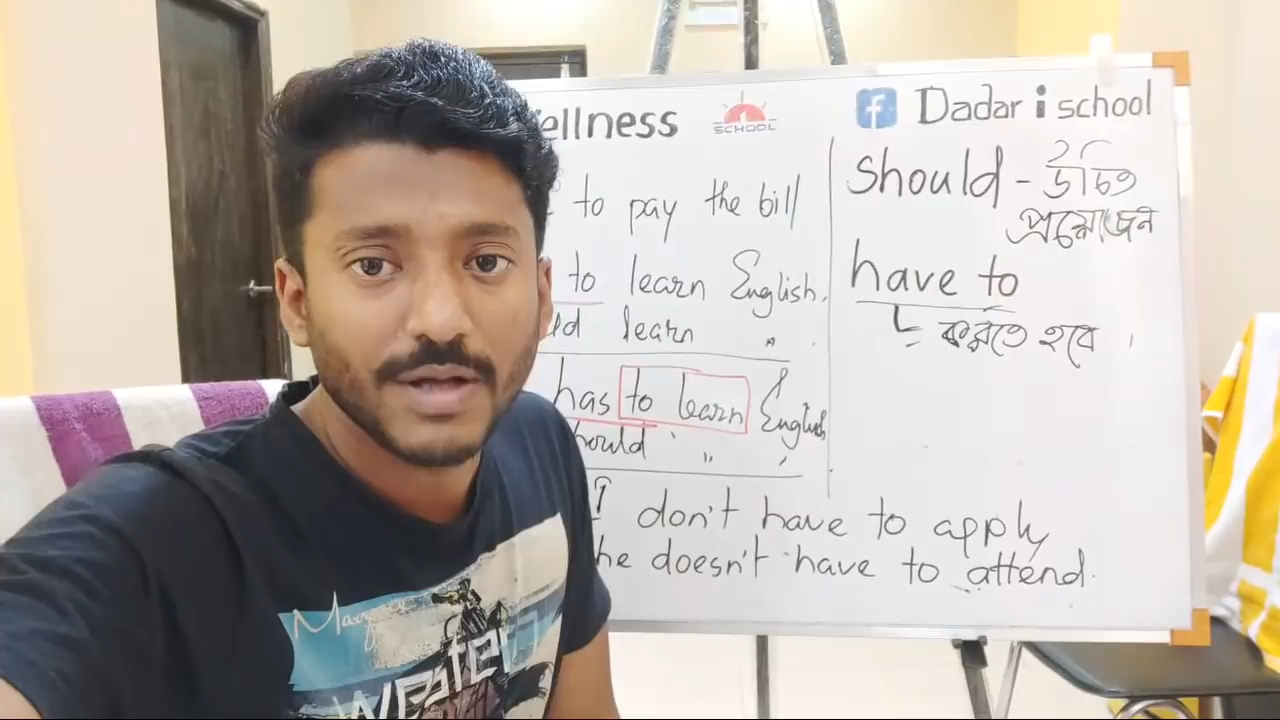 ellness
SCHOOL
Dadar i school
to pay the bill
to learn English.
learn "
has to learn English
hould " " "
I don't have to apply
he doesn't have to attend.
should - উচিত
প্রয়োজন
have to
করতে হবে